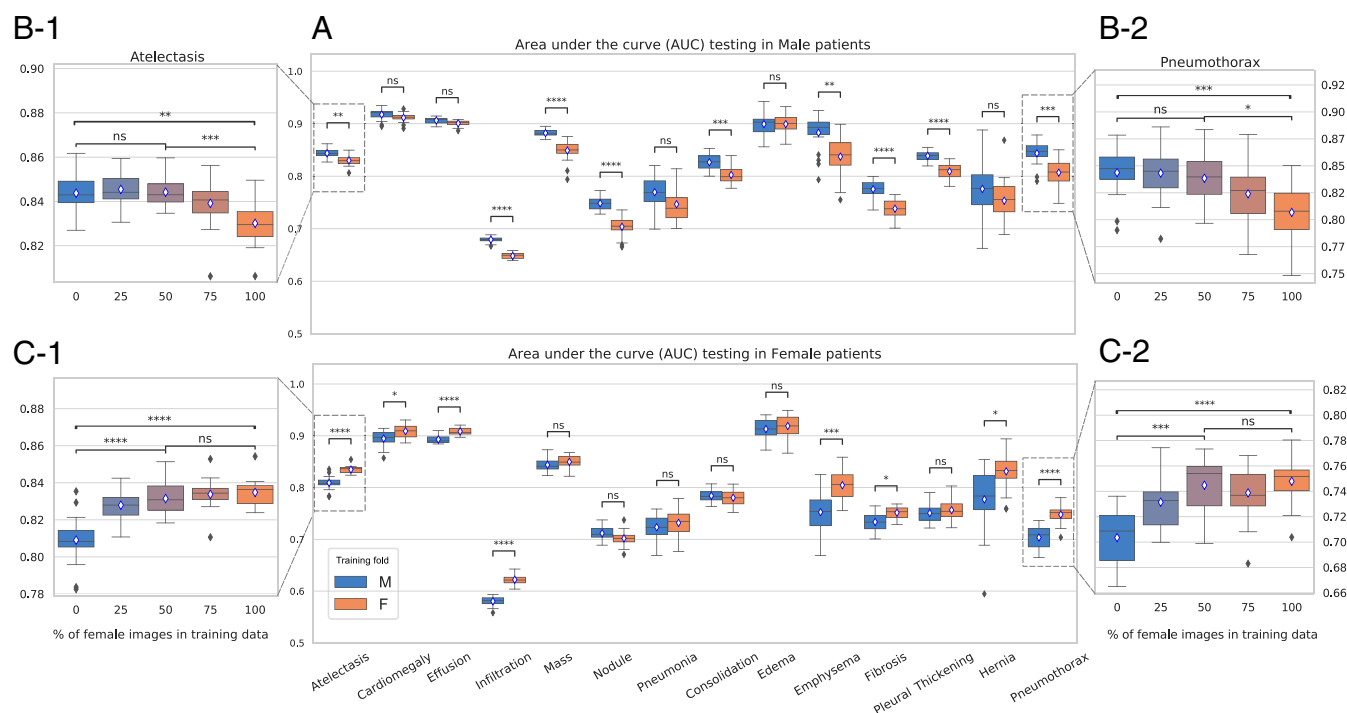 B-1
A
B-2
Atelectasis
Area under the curve (AUC) testing in Male patients
Pneumothorax
0.90
0.88
0.86
0.84
0.82
**
ns
***
0 25 50 75 100
1.0
0.9
0.8
0.7
0.6
0.5
** ns ns **** **** **** ns *** ns ** **** **** ns ***
***
ns
*
0.92
0.90
0.87
0.85
0.82
0.80
0.77
0.75
0 25 50 75 100
C-1
Area under the curve (AUC) testing in Female patients
C-2
0.88
0.86
0.84
0.82
0.80
0.78
****
****
ns
0 25 50 75 100
% of female images in training data
1.0
0.9
0.8
0.7
0.6
0.5
**** * **** **** ns ns ns ns ns *** * ns * ****
Training fold
M
F
Atelectasis
Cardiomegaly
Effusion
Infiltration
Mass
Nodule
Pneumonia
Consolidation
Edema
Emphysema
Fibrosis
Pleural Thickening
Hernia
Pneumothorax
****
***
ns
0.82
0.80
0.78
0.76
0.74
0.72
0.70
0.68
0.66
0 25 50 75 100
% of female images in training data